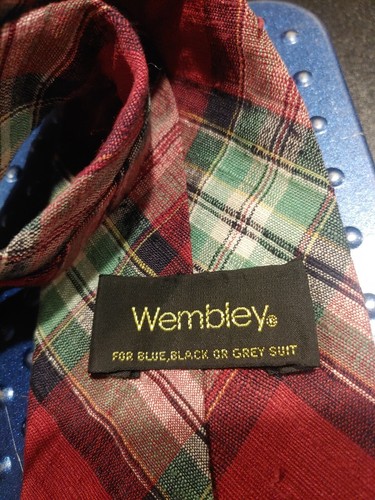 Wembley®
FOR BLUE, BLACK OR GREY SUIT